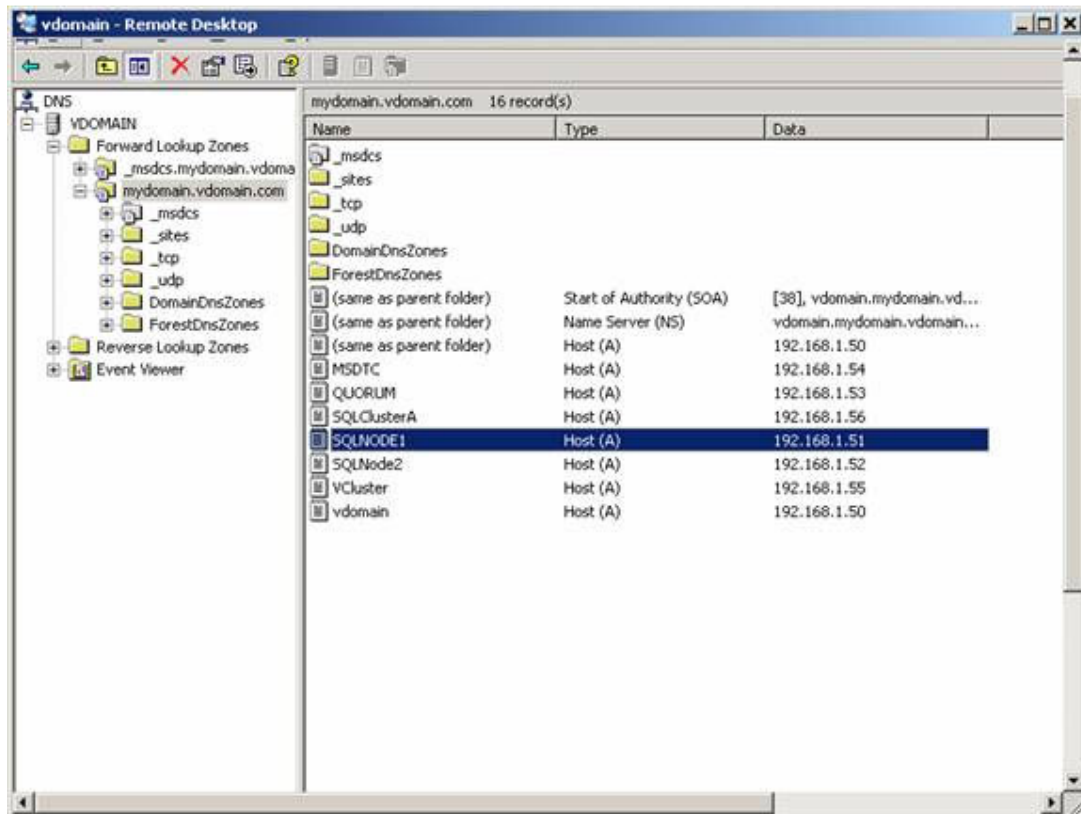 vdomain - Remote Desktop
DNS
VDOMAIN
Forward Lookup Zones
_msdcs.mydomain.vdoma
mydomain.vdomain.com
_msdcs
_sites
_tcp
_udp
DomainDnsZones
ForestDnsZones
Reverse Lookup Zones
Event Viewer
mydomain.vdomain.com 16 record(s)
Name Type Data
_msdcs
_sites
_tcp
_udp
DomainDnsZones
ForestDnsZones
(same as parent folder) Start of Authority (SOA) [38], vdomain.mydomain.vd...
(same as parent folder) Name Server (NS) vdomain.mydomain.vdomain...
(same as parent folder) Host (A) 192.168.1.50
MSDTC Host (A) 192.168.1.54
QUORUM Host (A) 192.168.1.53
SQLClusterA Host (A) 192.168.1.56
SQLNODE1 Host (A) 192.168.1.51
SQLNode2 Host (A) 192.168.1.52
VCluster Host (A) 192.168.1.55
vdomain Host (A) 192.168.1.50